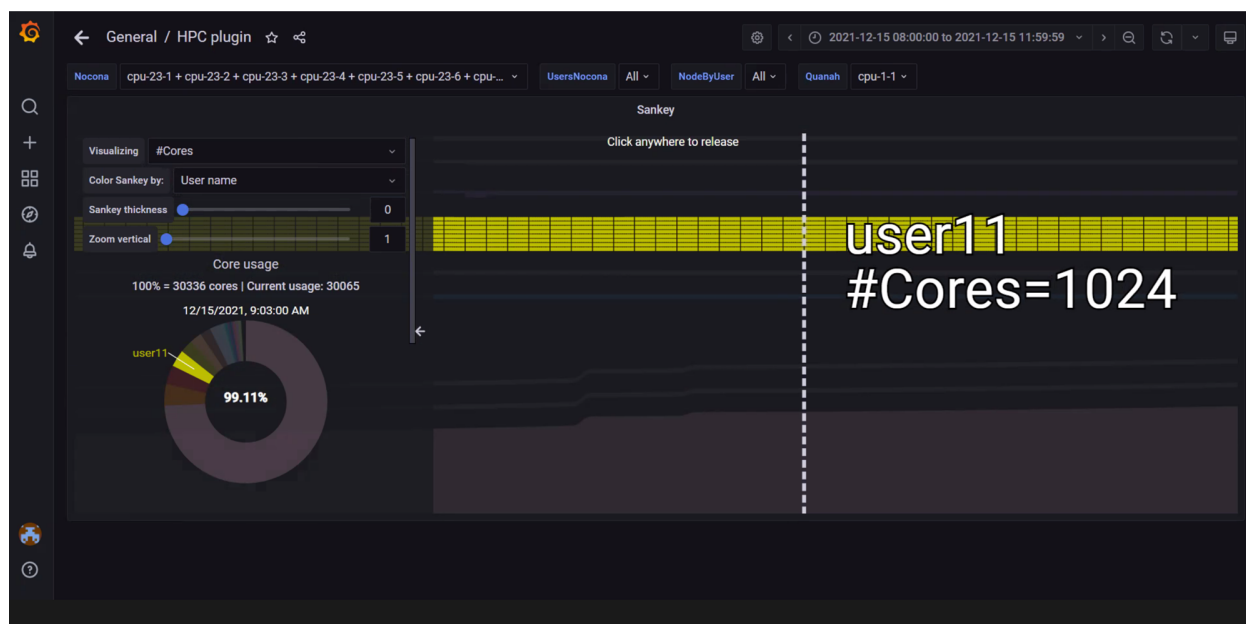 General / HPC plugin
2021-12-15 08:00:00 to 2021-12-15 11:59:59
Nocona cpu-23-1 + cpu-23-2 + cpu-23-3 + cpu-23-4 + cpu-23-5 + cpu-23-6 + cpu-... UsersNocona All NodeByUser All Quanah cpu-1-1
Sankey
Click anywhere to release
Visualizing #Cores
Color Sankey by: User name
Sankey thickness 0
Zoom vertical 1
Core usage
100% = 30336 cores | Current usage: 30065
12/15/2021, 9:03:00 AM
user11
99.11%
user11
#Cores=1024